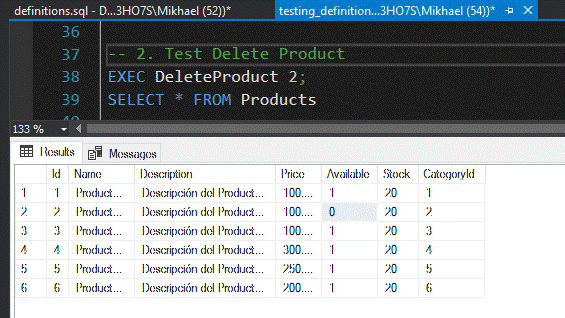 definitions.sql - D...3HO7S\Mikhael (52))* testing_definition...3HO7S\Mikhael (54))*
36
37 -- 2. Test Delete Product
38 EXEC DeleteProduct 2;
39 SELECT * FROM Products
133 %
Results Messages
Id Name Description Price Available Stock CategoryId
1 1 Product... Descripción del Product... 100.... 1 20 1
2 2 Product... Descripción del Product... 100.... 0 20 2
3 3 Product... Descripción del Product... 100.... 1 20 3
4 4 Product... Descripción del Product... 300.... 1 20 4
5 5 Product... Descripción del Product... 250.... 1 20 5
6 6 Product... Descripción del Product... 200.... 1 20 6